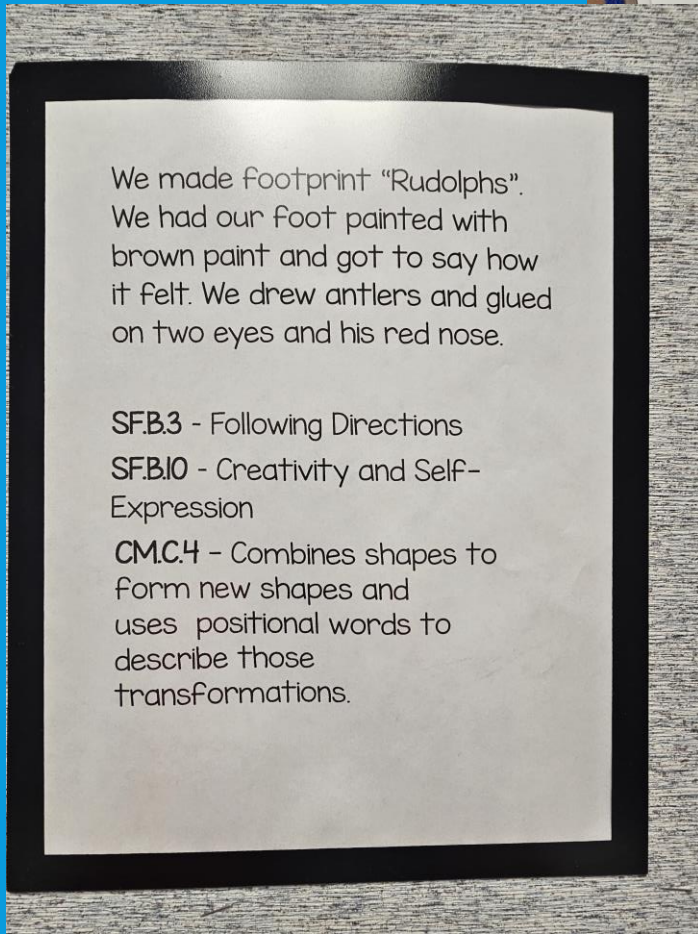 We made footprint “Rudolphs”.
We had our foot painted with
brown paint and got to say how
it felt. We drew antlers and glued
on two eyes and his red nose.
SF.B.3 - Following Directions
SF.B.10 - Creativity and Self-
Expression
CM.C.4 - Combines shapes to
form new shapes and
uses positional words to
describe those
transformations.